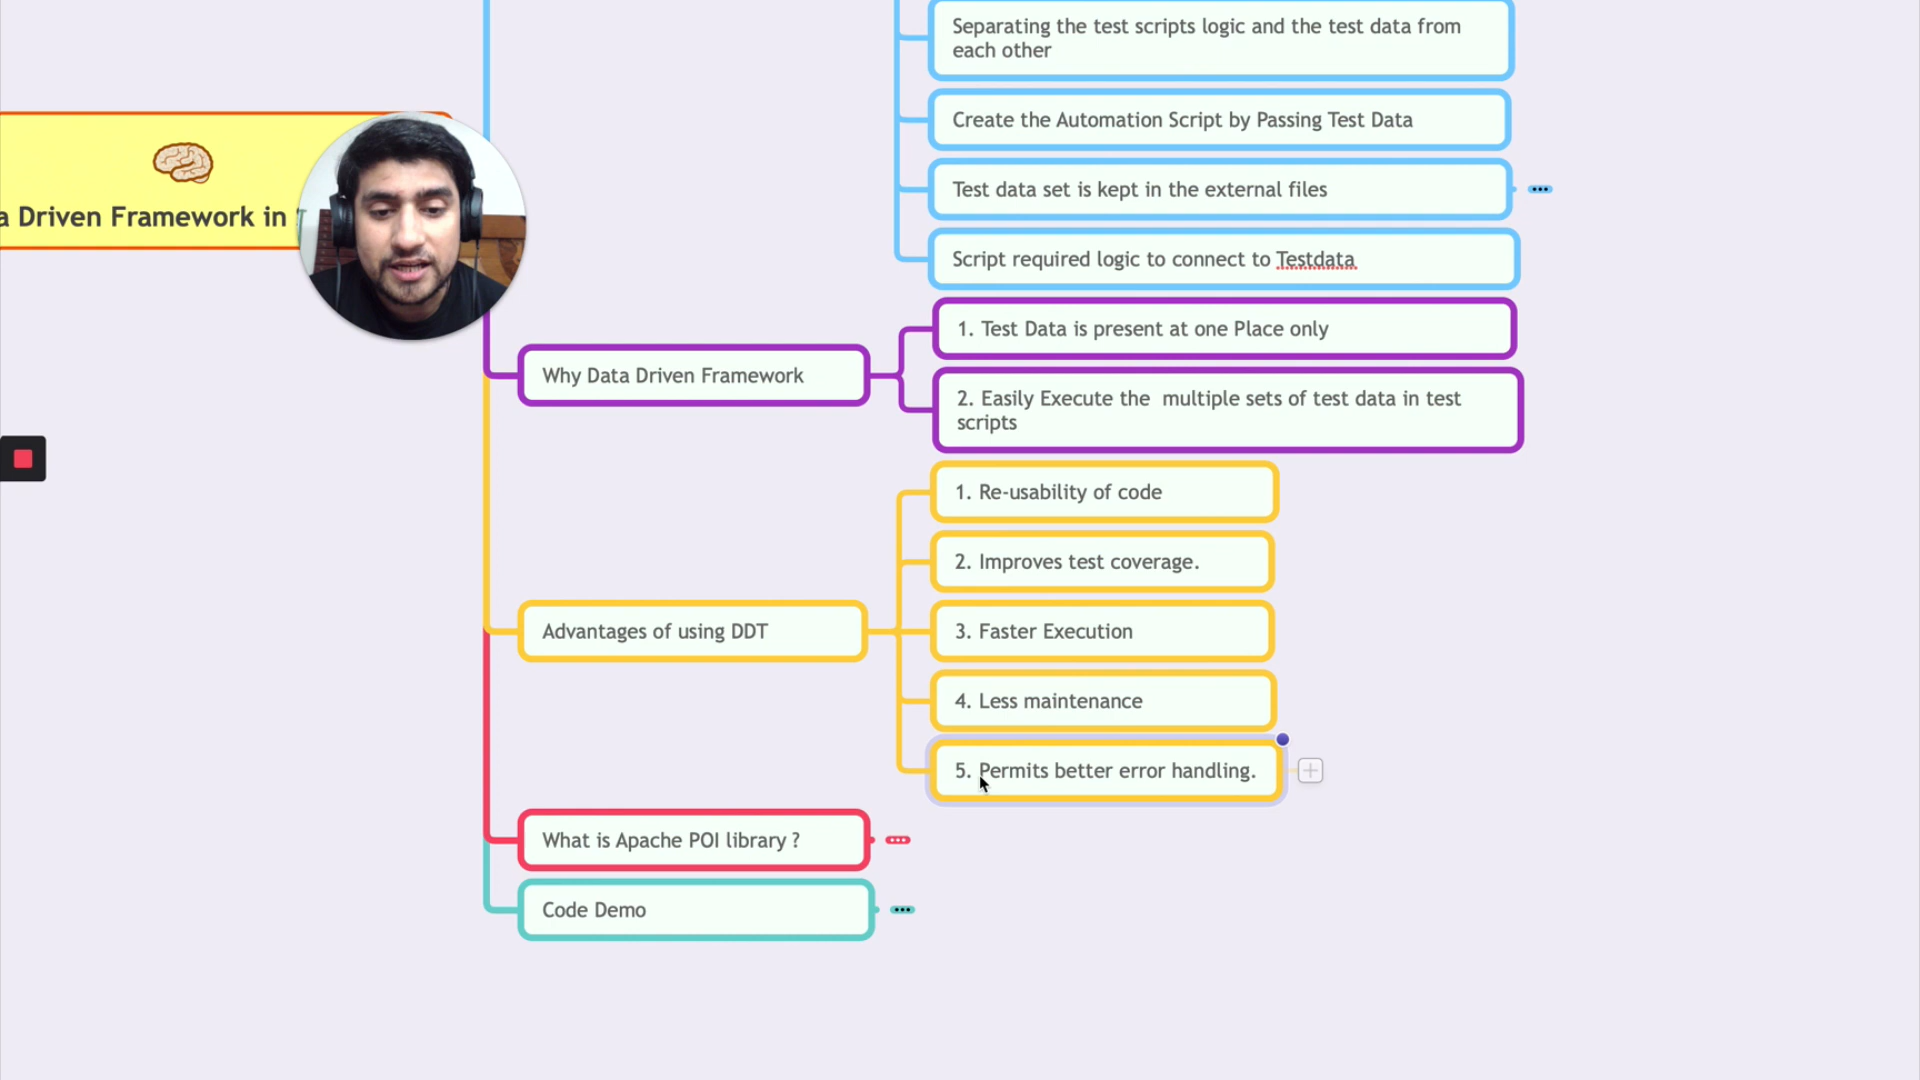 Separating the test scripts logic and the test data from
each other
Create the Automation Script by Passing Test Data
Test data set is kept in the external files
Script required logic to connect to Testdata
a Driven Framework in
Why Data Driven Framework
1. Test Data is present at one Place only
2. Easily Execute the  multiple sets of test data in test
scripts
Advantages of using DDT
1. Re-usability of code
2. Improves test coverage.
3. Faster Execution
4. Less maintenance
5. Permits better error handling.
What is Apache POI library ?
Code Demo